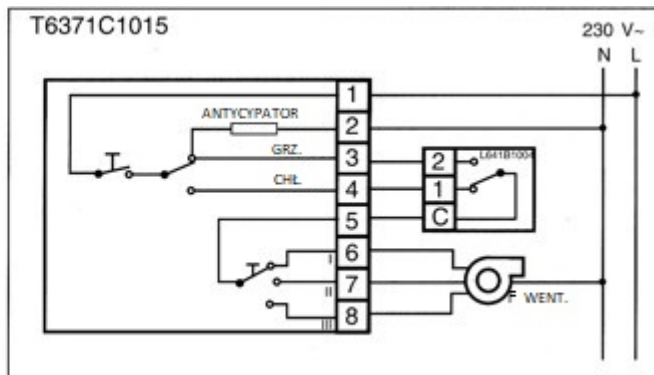 T6371C1015
230 V~
N L
1
ANTYCYPATOR
2
GRZ.
3
CHŁ.
4
5
6
I
7
II
8
III
2
L641B1004
1
C
F WENT.